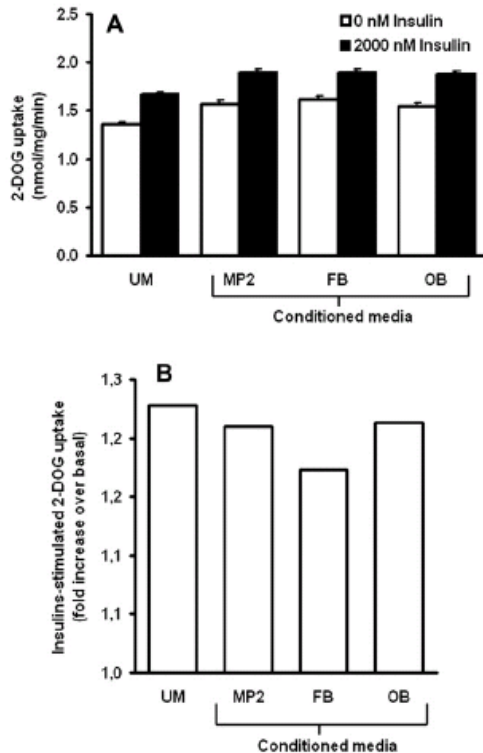 A
0 nM Insulin
2000 nM Insulin
2-DOG uptake
(nmol/mg/min)
2.5
2.0
1.5
1.0
0.5
0.0
UM MP2 FB OB
Conditioned media
B
Insulins-stimulated 2-DOG uptake
(fold increase over basal)
1,3
1,2
1,2
1,1
1,1
1,0
UM MP2 FB OB
Conditioned media